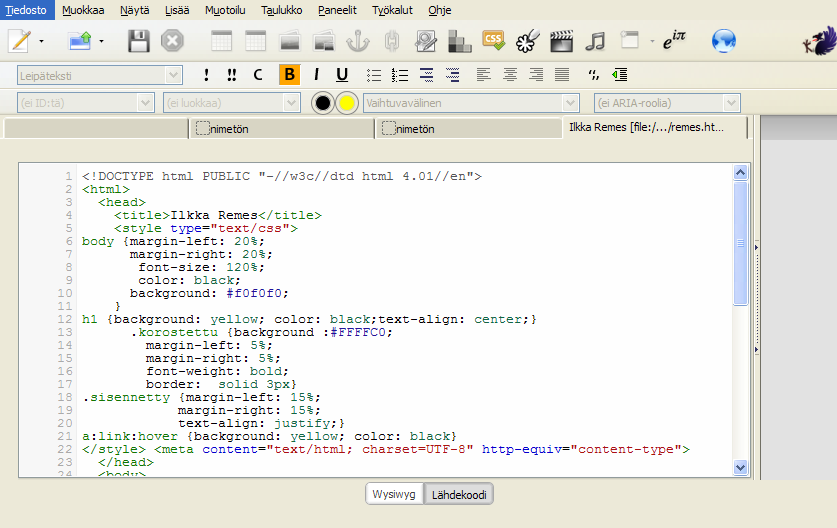 Tiedosto Muokkaa Näytä Lisää Muotoilu Taulukko Paneelit Työkalut Ohje
CSS eiπ
Leipäteksti ! !! C B I U “,
(ei ID:tä) (ei luokkaa) Vaihtuvavälinen (ei ARIA-roolia)
nimetön nimetön Ilkka Remes [file:/.../remes.ht...
1 <!DOCTYPE html PUBLIC "-//w3c//dtd html 4.01//en">
2 <html>
3 <head>
4 <title>Ilkka Remes</title>
5 <style type="text/css">
6 body {margin-left: 20%;
7 margin-right: 20%;
8 font-size: 120%;
9 color: black;
10 background: #f0f0f0;
11 }
12 h1 {background: yellow; color: black;text-align: center;}
13 .korostettu {background :#FFFFC0;
14 margin-left: 5%;
15 margin-right: 5%;
16 font-weight: bold;
17 border:  solid 3px}
18 .sisennetty {margin-left: 15%;
19 margin-right: 15%;
20 text-align: justify;}
21 a:link:hover {background: yellow; color: black}
22 </style> <meta content="text/html; charset=UTF-8" http-equiv="content-type">
23 </head>
24 <body>
Wysiwyg Lähdekoodi